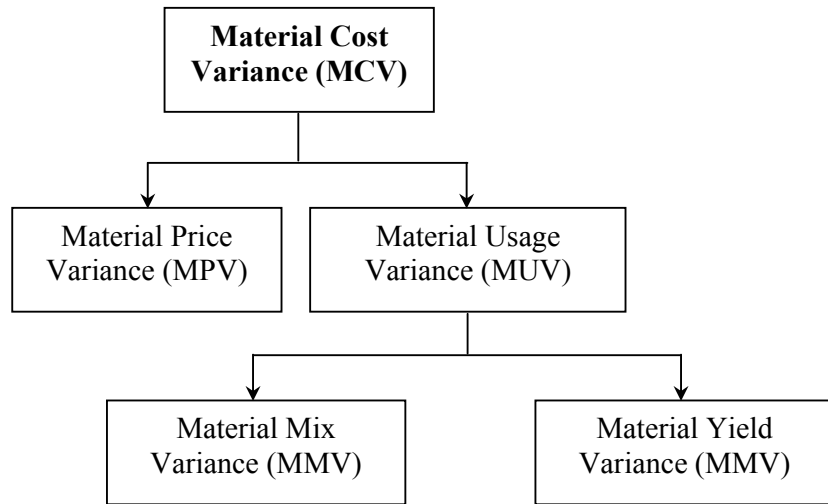 Material Cost
Variance (MCV)
Material Price
Variance (MPV)
Material Usage
Variance (MUV)
Material Mix
Variance (MMV)
Material Yield
Variance (MMV)